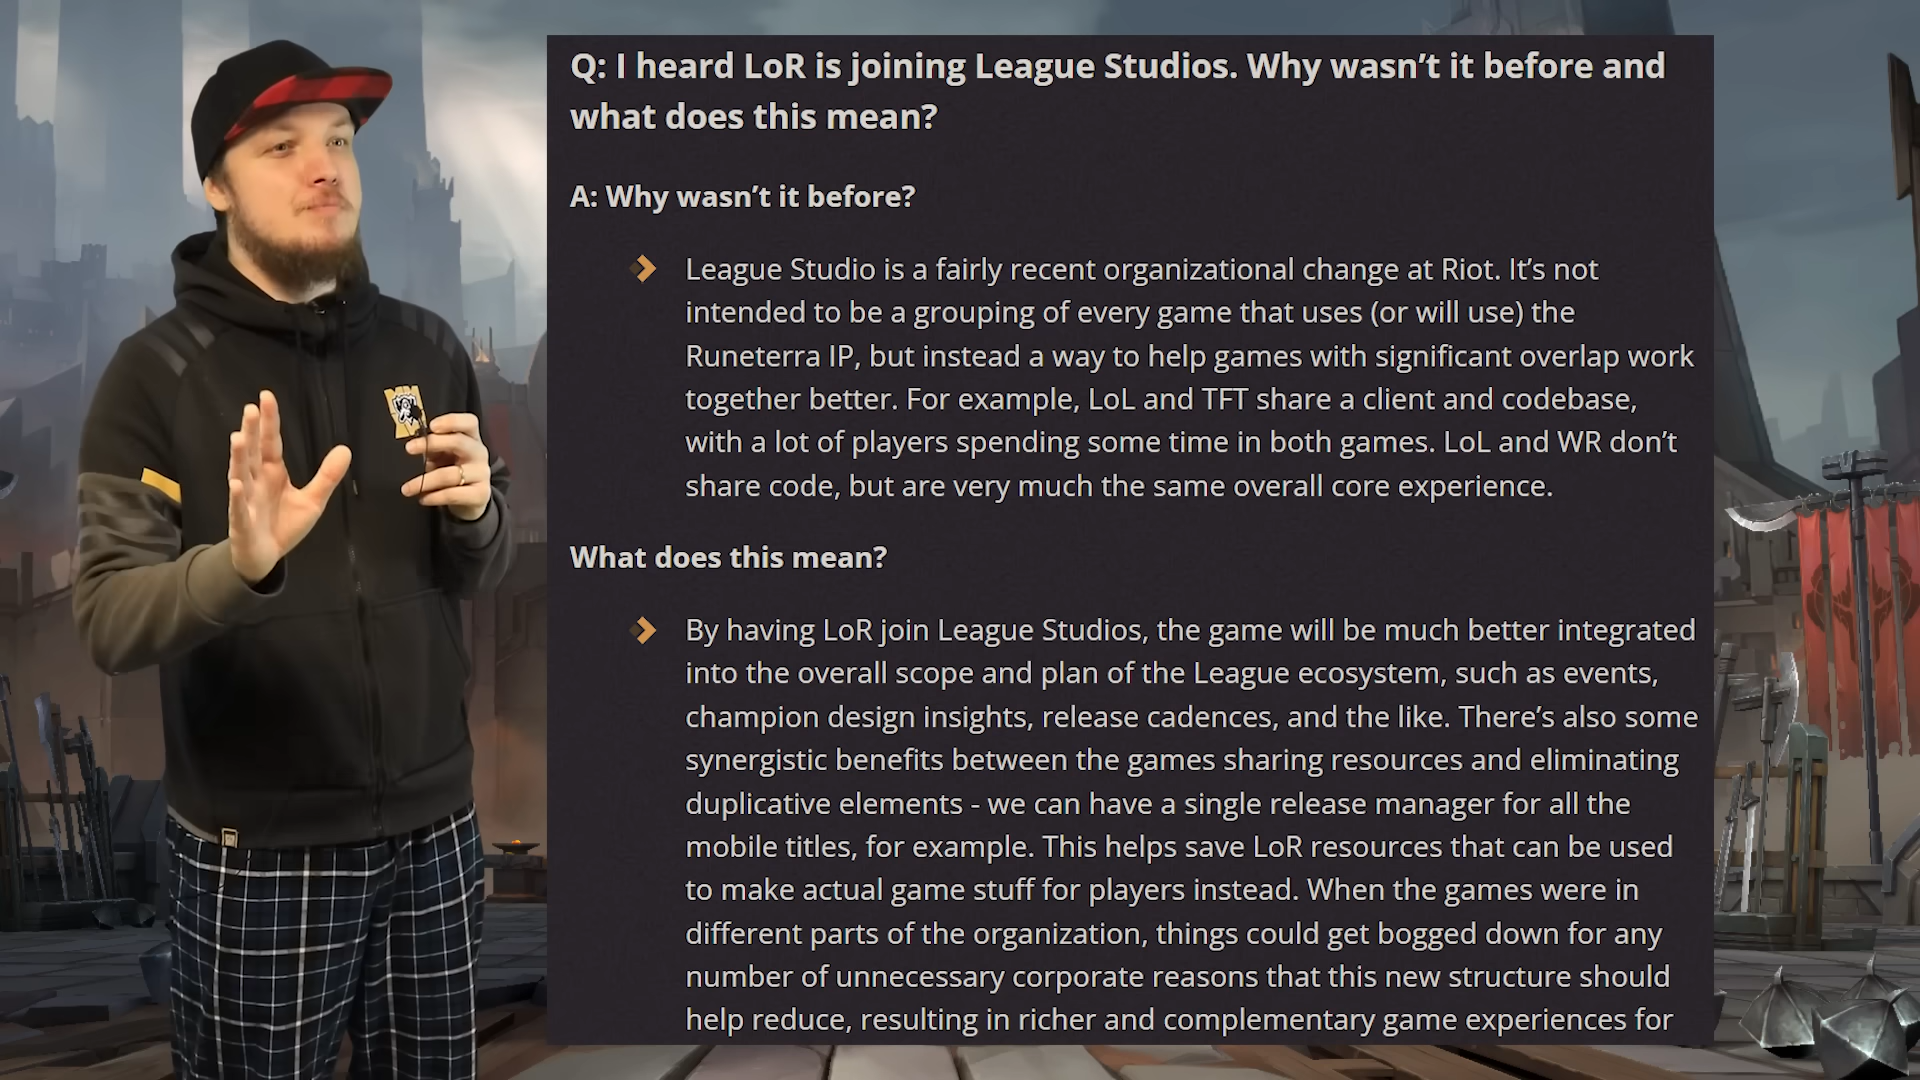 Q: I heard LoR is joining League Studios. Why wasn’t it before and
what does this mean?
A: Why wasn’t it before?
League Studio is a fairly recent organizational change at Riot. It’s not
intended to be a grouping of every game that uses (or will use) the
Runeterra IP, but instead a way to help games with significant overlap work
together better. For example, LoL and TFT share a client and codebase,
with a lot of players spending some time in both games. LoL and WR don’t
share code, but are very much the same overall core experience.
What does this mean?
By having LoR join League Studios, the game will be much better integrated
into the overall scope and plan of the League ecosystem, such as events,
champion design insights, release cadences, and the like. There’s also some
synergistic benefits between the games sharing resources and eliminating
duplicative elements - we can have a single release manager for all the
mobile titles, for example. This helps save LoR resources that can be used
to make actual game stuff for players instead. When the games were in
different parts of the organization, things could get bogged down for any
number of unnecessary corporate reasons that this new structure should
help reduce, resulting in richer and complementary game experiences for